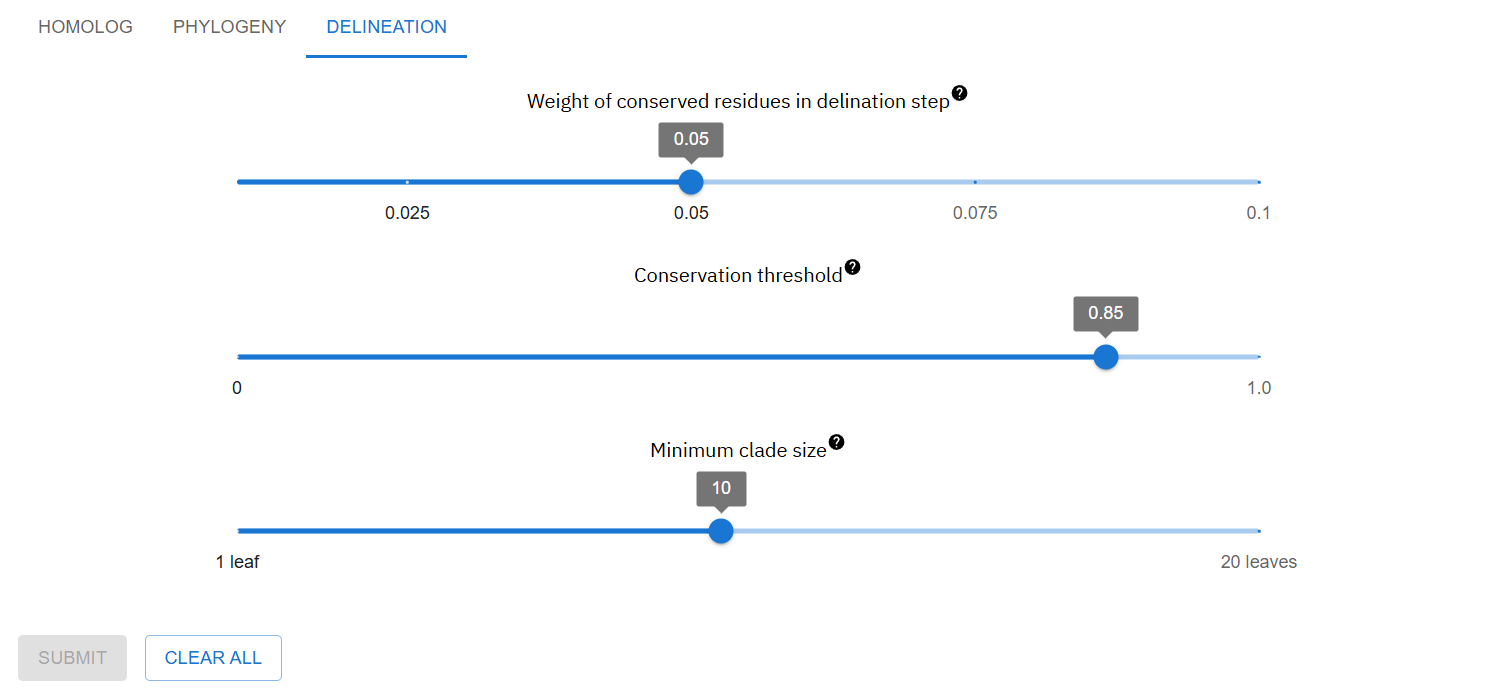 HOMOLOG PHYLOGENY DELINEATION
Weight of conserved residues in delination step ?
0.05
0.025 0.05 0.075 0.1
Conservation threshold ?
0.85
0 1.0
Minimum clade size ?
10
1 leaf 20 leaves
SUBMIT CLEAR ALL